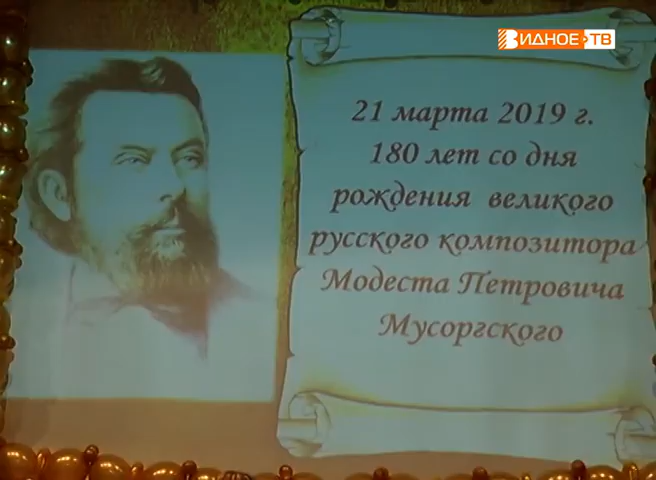 ВИДНОЕ ТВ
21 марта 2019 г.
180 лет со дня
рождения великого
русского композитора
Модеста Петровича
Мусоргского